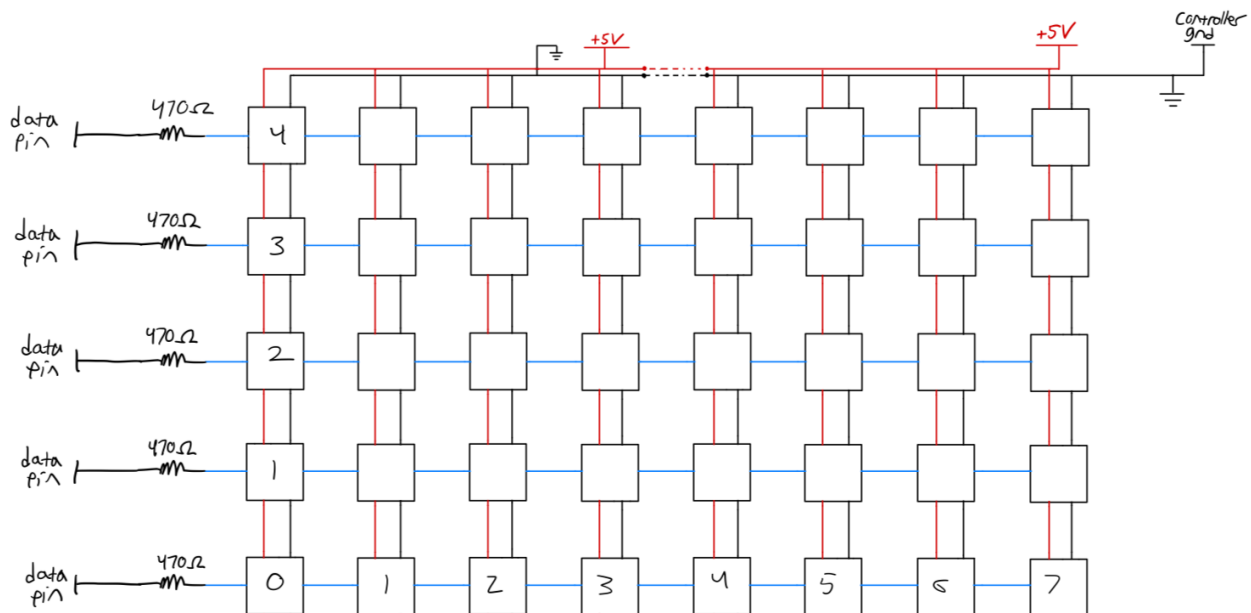 Controller
gnd
+5V
+5V
470Ω
data
pin
4
470Ω
data
pin
3
470Ω
data
pin
2
470Ω
data
pin
1
470Ω
data
pin
0 1 2 3 4 5 6 7